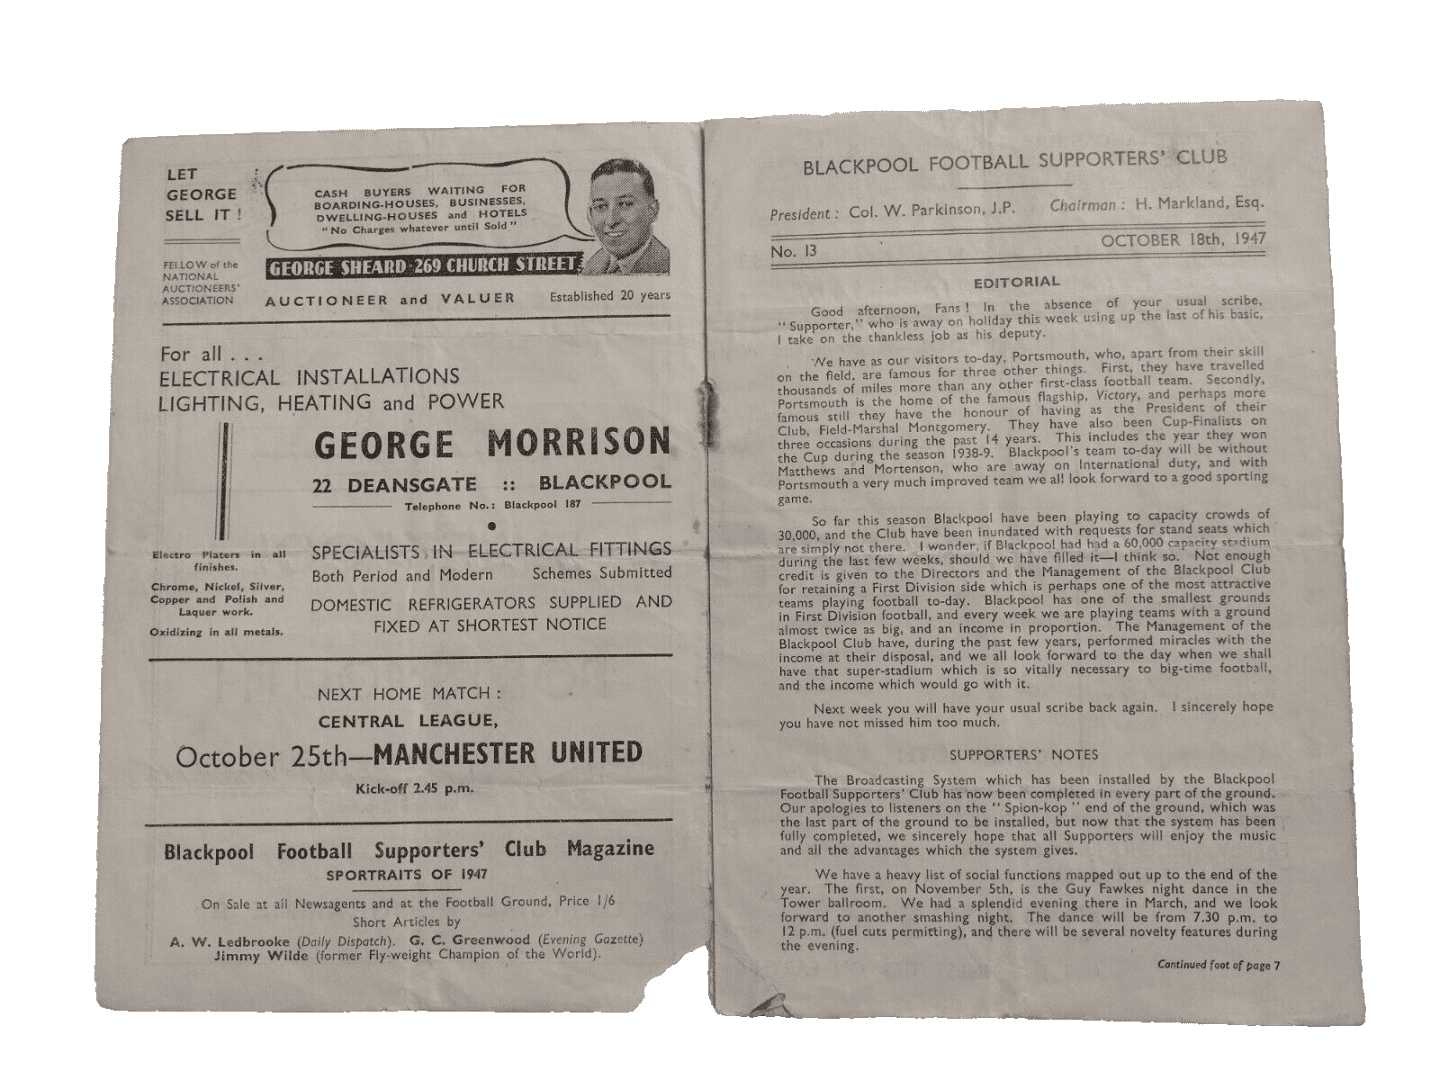 LET
GEORGE
SELL IT !
FELLOW of the
NATIONAL
AUCTIONEERS'
ASSOCIATION
CASH BUYERS WAITING FOR
BOARDING-HOUSES, BUSINESSES,
DWELLING-HOUSES and HOTELS
"No Charges whatever until Sold"
GEORGE SHEARD·269 CHURCH STREET
AUCTIONEER and VALUER Established 20 years
For all . . .
ELECTRICAL INSTALLATIONS
LIGHTING, HEATING and POWER
GEORGE MORRISON
22 DEANSGATE :: BLACKPOOL
Telephone No.: Blackpool 187
Electro Platers in all
finishes.
Chrome, Nickel, Silver,
Copper and Polish and
Laquer work.
Oxidizing in all metals.
SPECIALISTS IN ELECTRICAL FITTINGS
Both Period and Modern Schemes Submitted
DOMESTIC REFRIGERATORS SUPPLIED AND
FIXED AT SHORTEST NOTICE
NEXT HOME MATCH :
CENTRAL LEAGUE,
October 25th—MANCHESTER UNITED
Kick-off 2.45 p.m.
Blackpool Football Supporters' Club Magazine
SPORTRAITS OF 1947
On Sale at all Newsagents and at the Football Ground, Price 1/6
Short Articles by
A. W. Ledbrooke (Daily Dispatch). G. C. Greenwood (Evening Gazette)
Jimmy Wilde (former Fly-weight Champion of the World).
BLACKPOOL FOOTBALL SUPPORTERS' CLUB
President : Col. W. Parkinson, J.P. Chairman : H. Markland, Esq.
No. 13 OCTOBER 18th, 1947
EDITORIAL
Good afternoon, Fans ! In the absence of your usual scribe,
" Supporter," who is away on holiday this week using up the last of his basic,
I take on the thankless job as his deputy.
We have as our visitors to-day, Portsmouth, who, apart from their skill
on the field, are famous for three other things. First, they have travelled
thousands of miles more than any other first-class football team. Secondly,
Portsmouth is the home of the famous flagship, Victory, and perhaps more
famous still they have the honour of having as the President of their
Club, Field-Marshal Montgomery. They have also been Cup-Finalists on
three occasions during the past 14 years. This includes the year they won
the Cup during the season 1938-9. Blackpool's team to-day will be without
Matthews and Mortenson, who are away on International duty, and with
Portsmouth a very much improved team we all look forward to a good sporting
game.
So far this season Blackpool have been playing to capacity crowds of
30,000, and the Club have been inundated with requests for stand seats which
are simply not there. I wonder, if Blackpool had had a 60,000 capacity stadium
during the last few weeks, should we have filled it—I think so. Not enough
credit is given to the Directors and the Management of the Blackpool Club
for retaining a First Division side which is perhaps one of the most attractive
teams playing football to-day. Blackpool has one of the smallest grounds
in First Division football, and every week we are playing teams with a ground
almost twice as big, and an income in proportion. The Management of the
Blackpool Club have, during the past few years, performed miracles with the
income at their disposal, and we all look forward to the day when we shall
have that super-stadium which is so vitally necessary to big-time football,
and the income which would go with it.
Next week you will have your usual scribe back again. I sincerely hope
you have not missed him too much.
SUPPORTERS' NOTES
The Broadcasting System which has been installed by the Blackpool
Football Supporters' Club has now been completed in every part of the ground.
Our apologies to listeners on the " Spion-kop " end of the ground, which was
the last part of the ground to be installed, but now that the system has been
fully completed, we sincerely hope that all Supporters will enjoy the music
and all the advantages which the system gives.
We have a heavy list of social functions mapped out up to the end of the
year. The first, on November 5th, is the Guy Fawkes night dance in the
Tower ballroom. We had a splendid evening there in March, and we look
forward to another smashing night. The dance will be from 7.30 p.m. to
12 p.m. (fuel cuts permitting), and there will be several novelty features during
the evening.
Continued foot of page 7